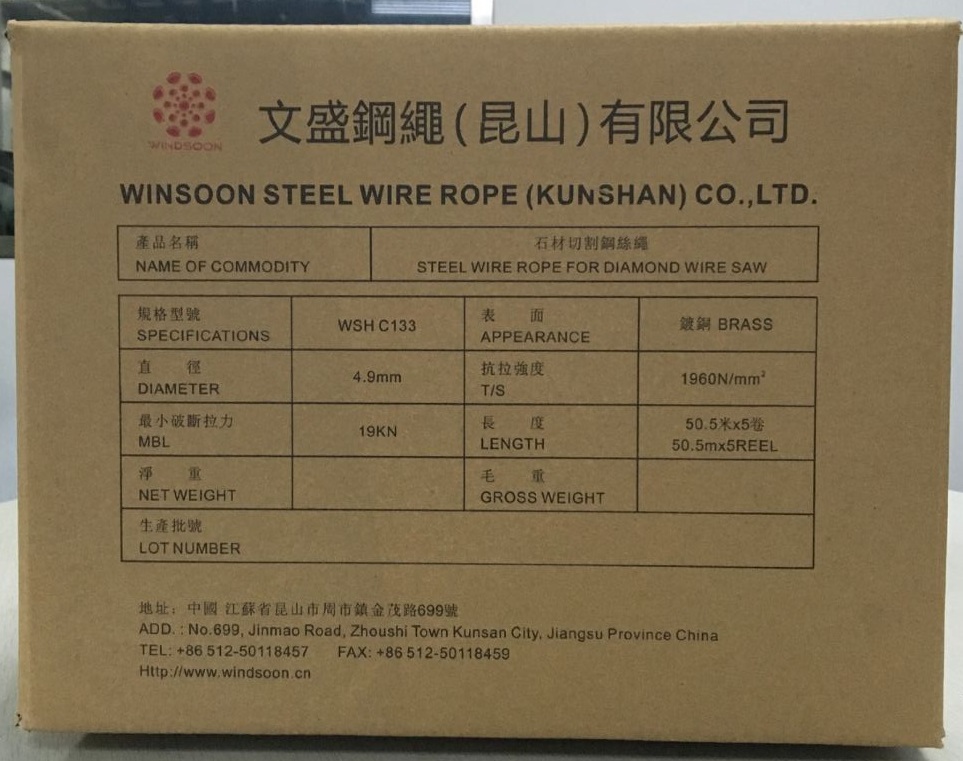 WINDSOON
文盛鋼繩(昆山)有限公司
WINSOON STEEL WIRE ROPE (KUNSHAN) CO.,LTD.
產品名稱
NAME OF COMMODITY
石材切割鋼絲繩
STEEL WIRE ROPE FOR DIAMOND WIRE SAW
規格型號
SPECIFICATIONS
WSH C133
表 面
APPEARANCE
鍍銅 BRASS
直 徑
DIAMETER
4.9mm
抗拉強度
T/S
1960N/mm²
最小破斷拉力
MBL
19KN
長 度
LENGTH
50.5米x5卷
50.5mx5REEL
淨 重
NET WEIGHT
毛 重
GROSS WEIGHT
生產批號
LOT NUMBER
地址：中國 江蘇省昆山市周市鎮金茂路699號
ADD. : No.699, Jinmao Road, Zhoushi Town Kunsan City, Jiangsu Province China
TEL: +86 512-50118457 FAX: +86 512-50118459
Http://www.windsoon.cn